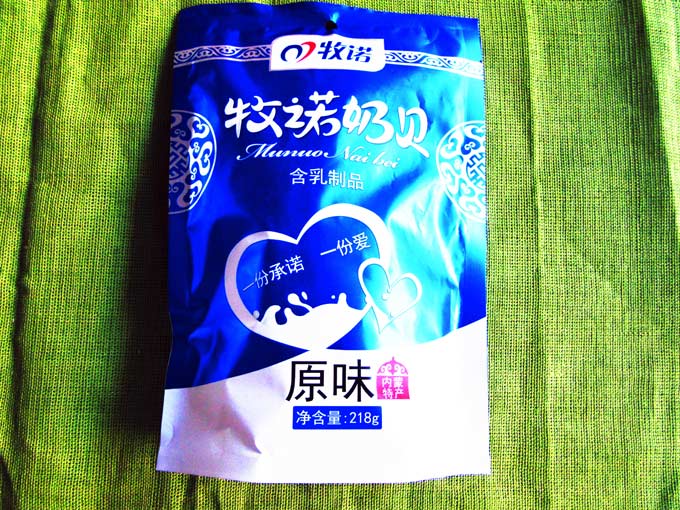 牧诺
牧诺奶贝
Munuo Nai bei
含乳制品
一份承诺 一份爱
原味
内蒙
特产
净含量:218g